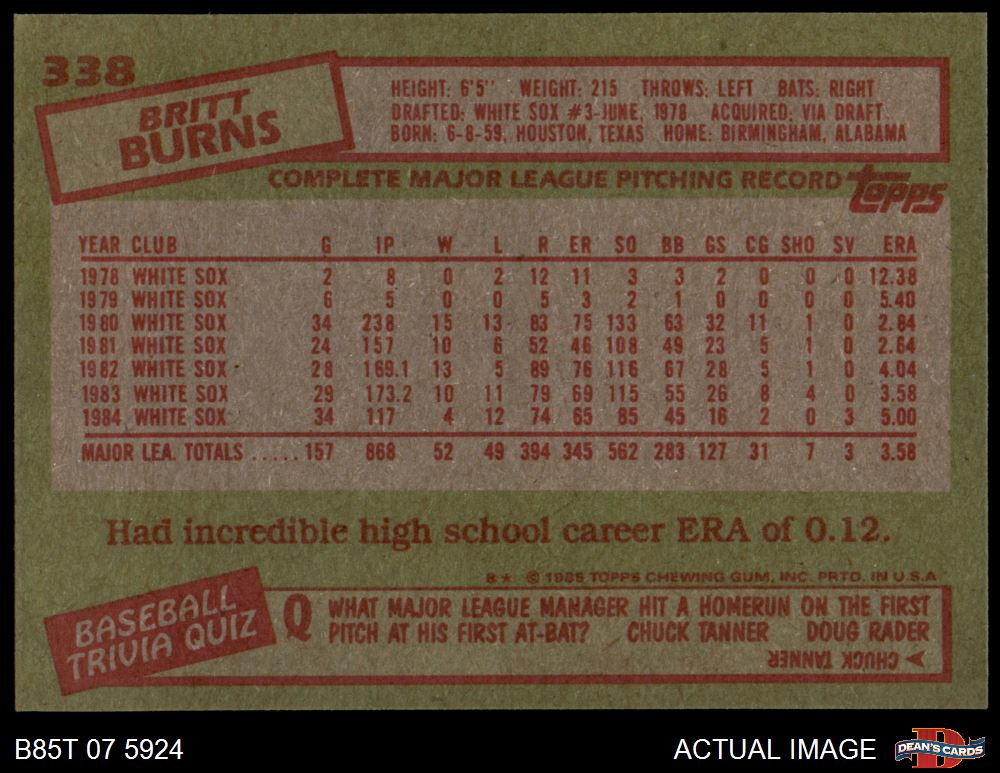 338
BRITT
BURNS
HEIGHT: 6'5" WEIGHT: 215 THROWS: LEFT BATS: RIGHT
DRAFTED: WHITE SOX #3-JUNE, 1978 ACQUIRED: VIA DRAFT
BORN: 6-8-59, HOUSTON, TEXAS HOME: BIRMINGHAM, ALABAMA
COMPLETE MAJOR LEAGUE PITCHING RECORD topps
YEAR CLUB G IP W L R ER SO BB GS CG SHO SV ERA
1978 WHITE SOX 2 8 0 2 12 11 3 3 2 0 0 0 12.38
1979 WHITE SOX 6 5 0 0 5 3 2 1 0 0 0 0 5.40
1980 WHITE SOX 34 238 15 13 83 75 133 63 32 11 1 0 2.84
1981 WHITE SOX 24 157 10 6 52 46 108 49 23 5 1 0 2.64
1982 WHITE SOX 28 169.1 13 5 89 76 116 67 28 5 1 0 4.04
1983 WHITE SOX 29 173.2 10 11 79 69 115 55 26 8 4 0 3.58
1984 WHITE SOX 34 117 4 12 74 65 85 45 16 2 0 3 5.00
MAJOR LEA. TOTALS ..... 157 868 52 49 394 345 562 283 127 31 7 3 3.58
Had incredible high school career ERA of 0.12.
B* © 1985 TOPPS CHEWING GUM, INC. PRTD. IN U.S.A
BASEBALL
TRIVIA QUIZ
Q WHAT MAJOR LEAGUE MANAGER HIT A HOMERUN ON THE FIRST
PITCH AT HIS FIRST AT-BAT? CHUCK TANNER DOUG RADER
CHUCK TANNER
B85T 07 5924
ACTUAL IMAGE
D
DEAN'S CARDS